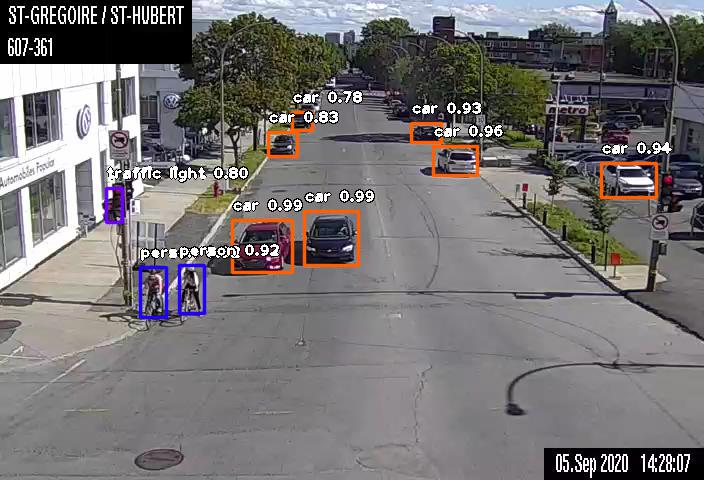 ST-GREGOIRE / ST-HUBERT
607-361
car 0.78
car 0.83
car 0.93
car 0.96
car 0.94
traffic light 0.80
car 0.99
car 0.99
person 0.92
Automobiles Popular
Metro
05.Sep 2020 14:28:07